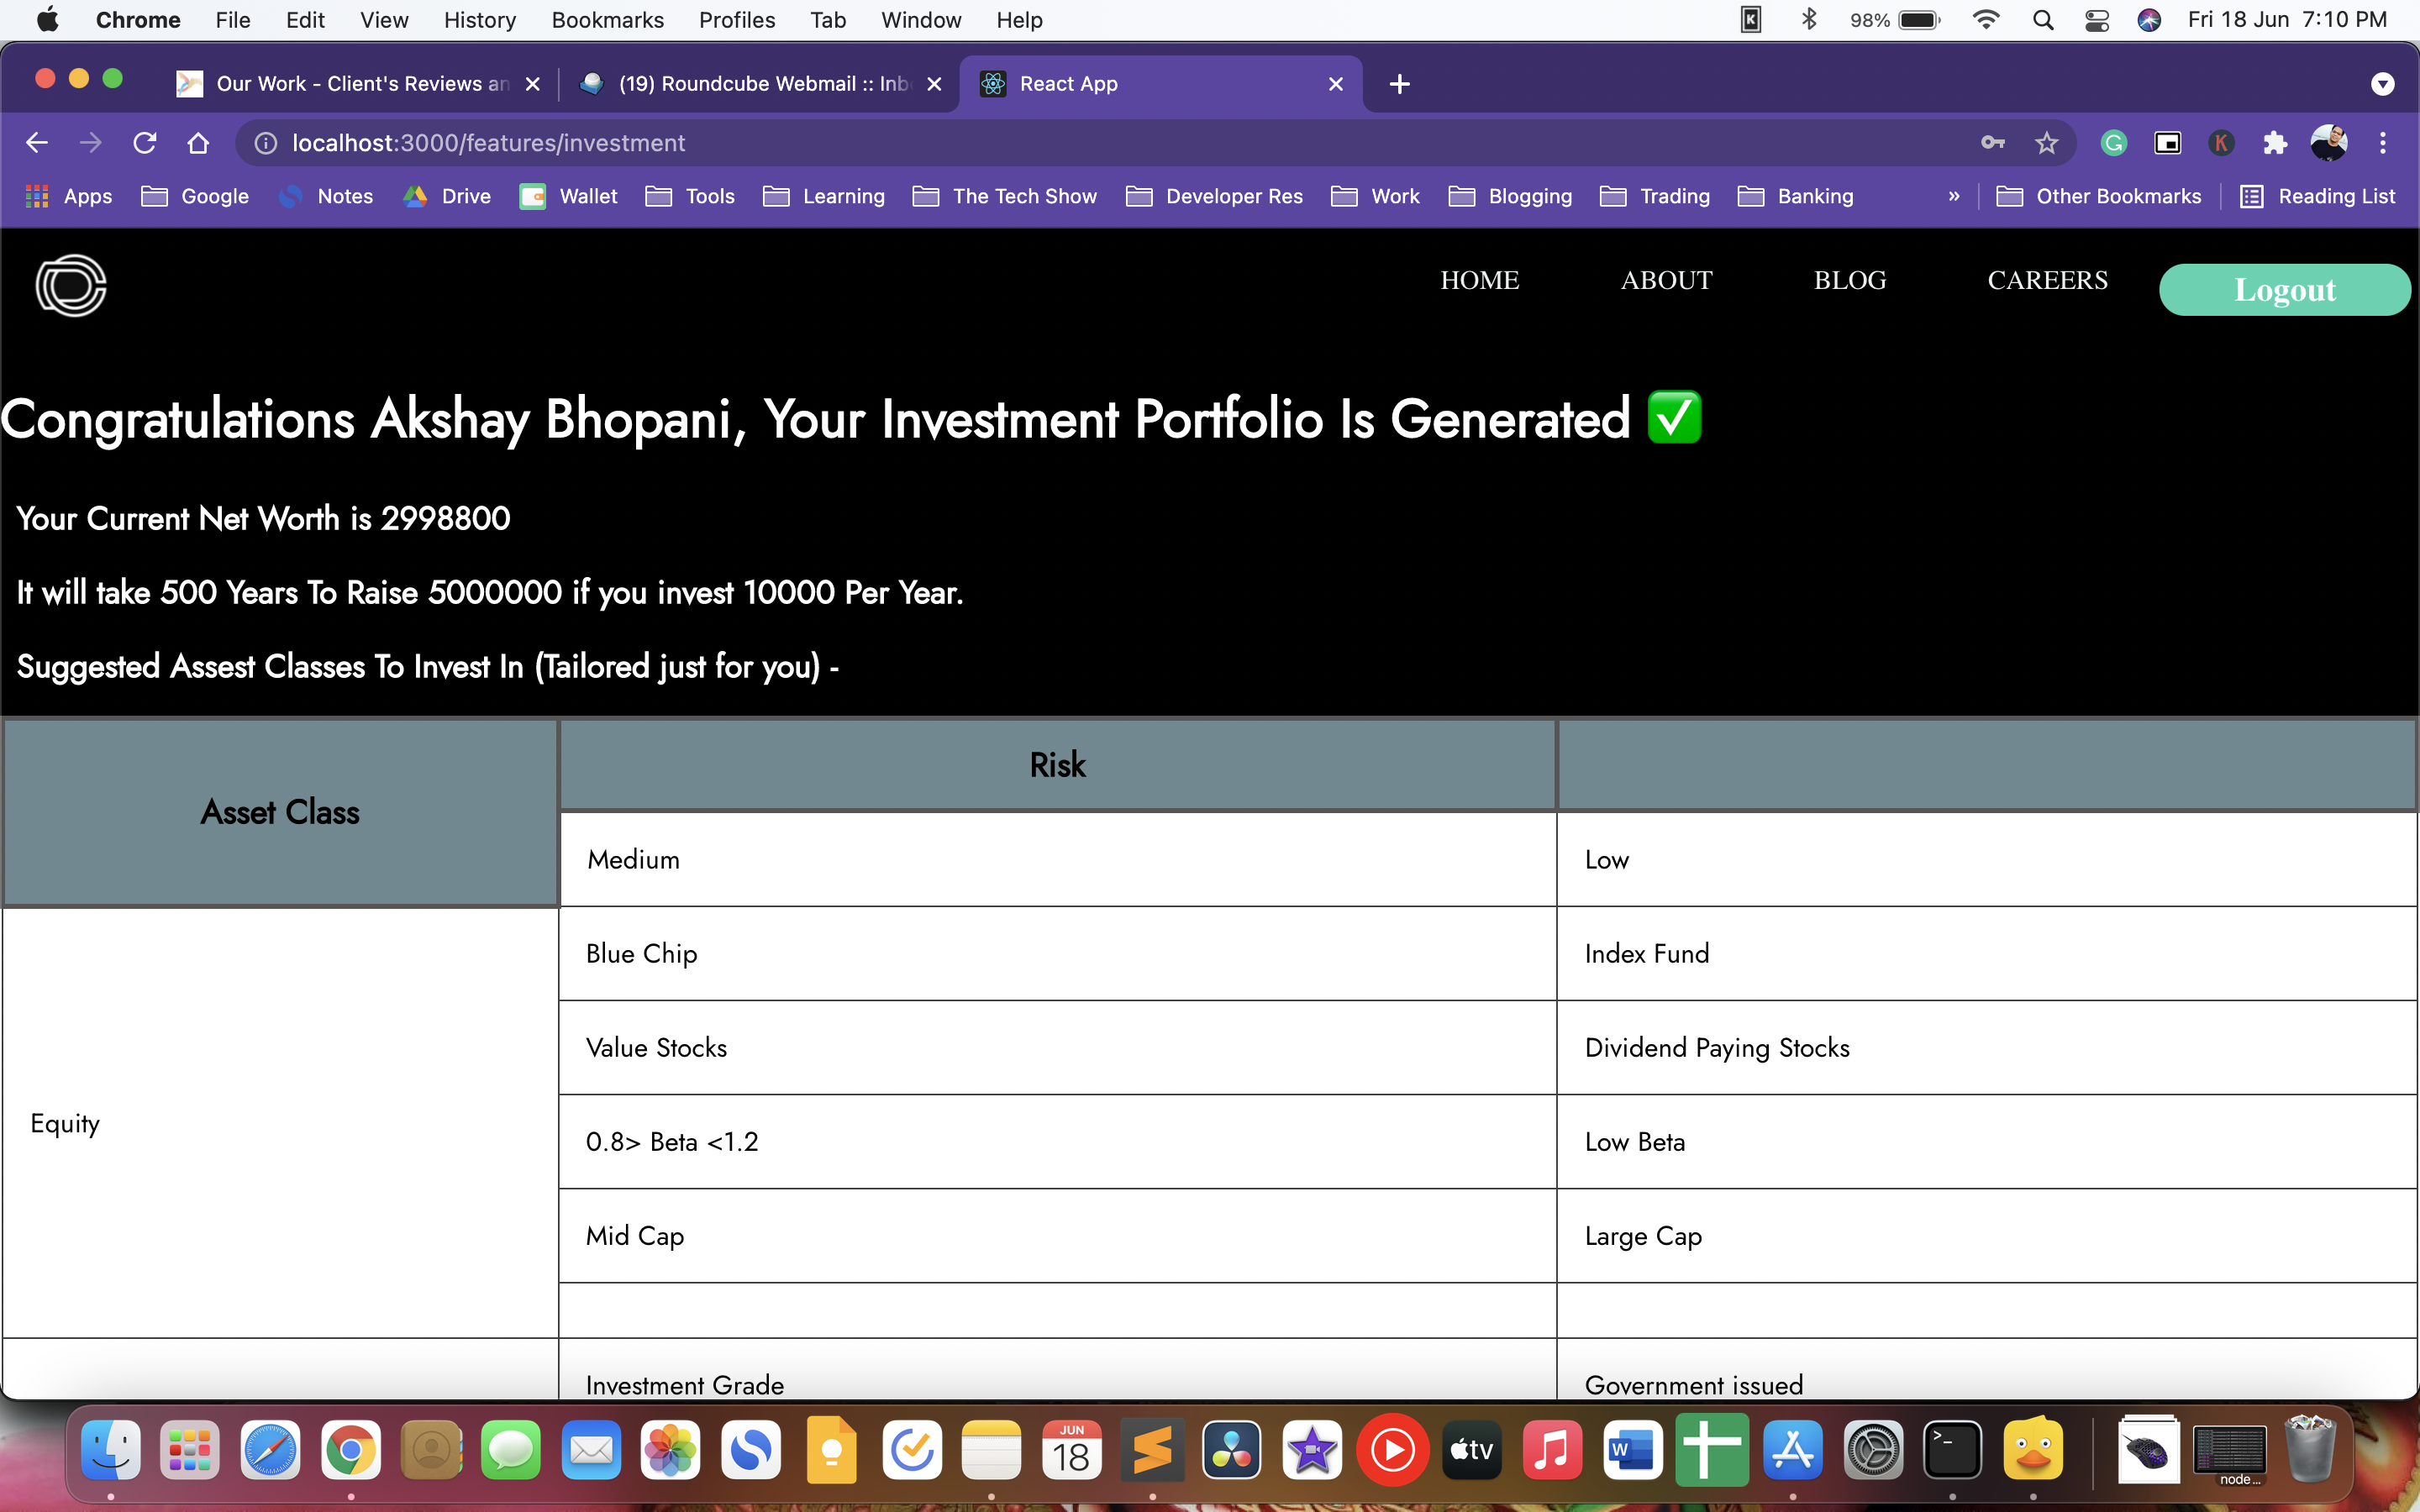 Chrome File Edit View History Bookmarks Profiles Tab Window Help 98% Fri 18 Jun 7:10 PM
Our Work - Client's Reviews an (19) Roundcube Webmail :: Inb React App
localhost:3000/features/investment
Apps Google Notes Drive Wallet Tools Learning The Tech Show Developer Res Work Blogging Trading Banking » Other Bookmarks Reading List
HOME ABOUT BLOG CAREERS Logout
Congratulations Akshay Bhopani, Your Investment Portfolio Is Generated ✅
Your Current Net Worth is 2998800
It will take 500 Years To Raise 5000000 if you invest 10000 Per Year.
Suggested Assest Classes To Invest In (Tailored just for you) -
Asset Class Risk
Medium Low
Equity
Blue Chip Index Fund
Value Stocks Dividend Paying Stocks
0.8> Beta <1.2 Low Beta
Mid Cap Large Cap
Investment Grade Government issued
JUN
18
tv
W
>_
node...